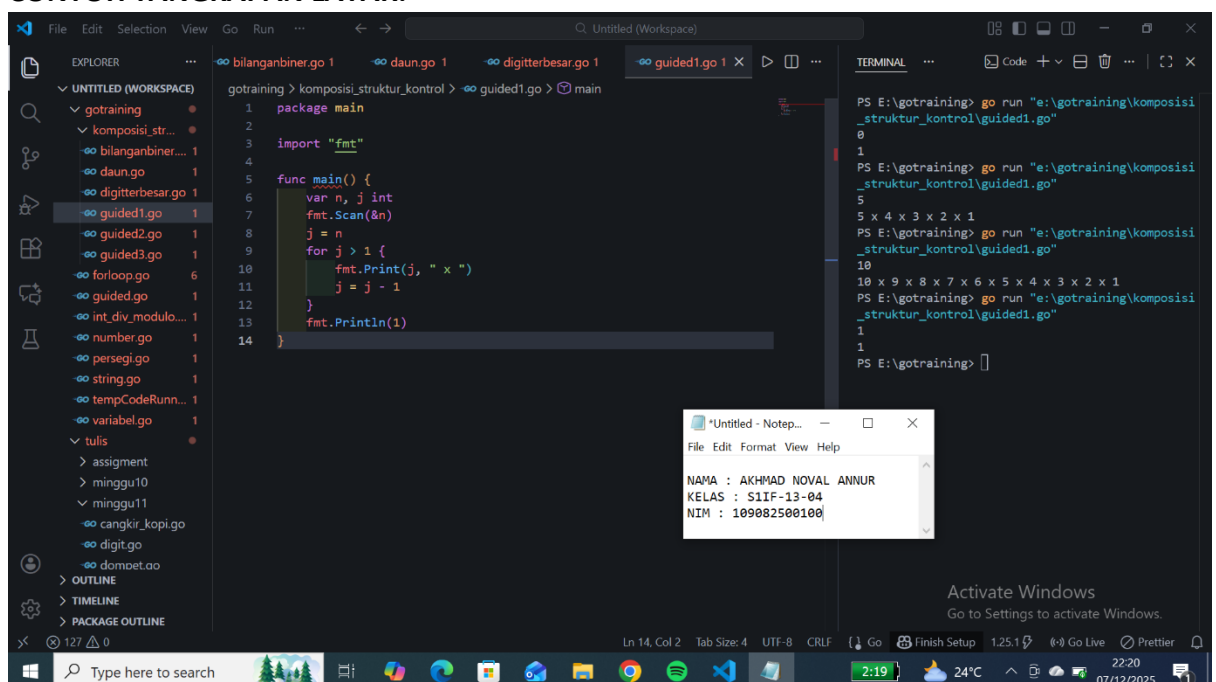 File Edit Selection View Go Run ... Untitled (Workspace)
EXPLORER ...
UNTITLED (WORKSPACE)
gotraining
komposisi_str...
bilanganbiner.... 1
daun.go 1
digitterbesar.go 1
guided1.go 1
guided2.go 1
guided3.go 1
forloop.go 6
guided.go 1
int_div_modulo.... 1
number.go 1
persegi.go 1
string.go 1
tempCodeRunn... 1
variabel.go 1
tulis
assigment
minggu10
minggu11
cangkir_kopi.go
digit.go
dompet.go
OUTLINE
TIMELINE
PACKAGE OUTLINE
bilanganbiner.go 1 daun.go 1 digitterbesar.go 1 guided1.go 1
gotraining > komposisi_struktur_kontrol > guided1.go > main
1 package main
2
3 import "fmt"
4
5 func main() {
6 var n, j int
7 fmt.Scan(&n)
8 j = n
9 for j > 1 {
10 fmt.Print(j, " x ")
11 j = j - 1
12 }
13 fmt.Println(1)
14 }
TERMINAL ... Code
PS E:\gotraining> go run "e:\gotraining\komposisi
_struktur_kontrol\guided1.go"
0
1
PS E:\gotraining> go run "e:\gotraining\komposisi
_struktur_kontrol\guided1.go"
5
5 x 4 x 3 x 2 x 1
PS E:\gotraining> go run "e:\gotraining\komposisi
_struktur_kontrol\guided1.go"
10
10 x 9 x 8 x 7 x 6 x 5 x 4 x 3 x 2 x 1
PS E:\gotraining> go run "e:\gotraining\komposisi
_struktur_kontrol\guided1.go"
1
1
PS E:\gotraining>
*Untitled - Notep...
File Edit Format View Help
NAMA : AKHMAD NOVAL ANNUR
KELAS : S1IF-13-04
NIM : 109082500100
Activate Windows
Go to Settings to activate Windows.
127 0 Ln 14, Col 2 Tab Size: 4 UTF-8 CRLF Go Finish Setup 1.25.1 Go Live Prettier
Type here to search 2:19 24°C 22:20
07/12/2025